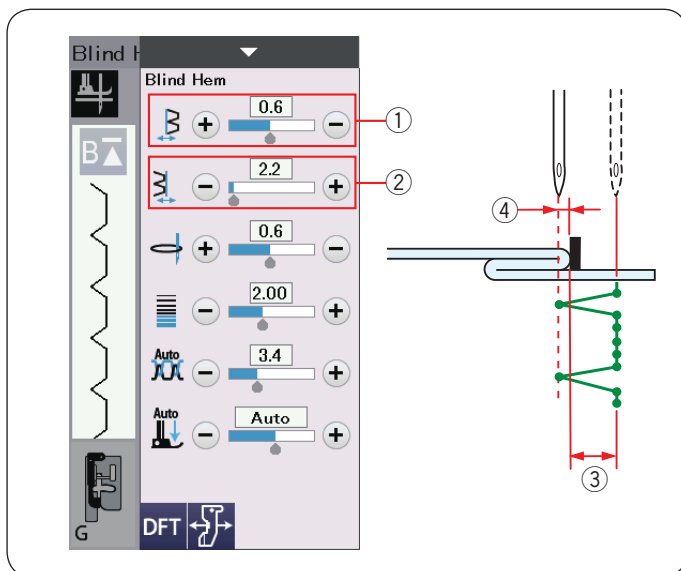 Blind H
Blind Hem
B
+ 0.6 −
①
− 2.2 +
②
+ 0.6 −
− 2.00 +
Auto
− 3.4 +
Auto
− Auto +
G
DFT
④
③